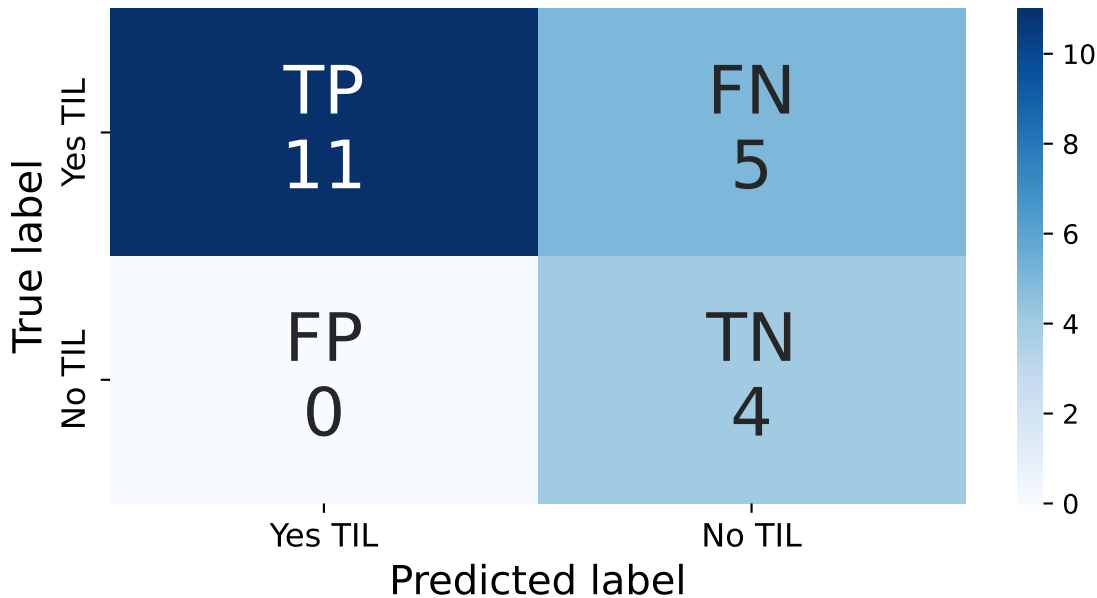 True label
Yes TIL
No TIL
TP
11
FN
5
FP
0
TN
4
Yes TIL
No TIL
Predicted label
10
8
6
4
2
0